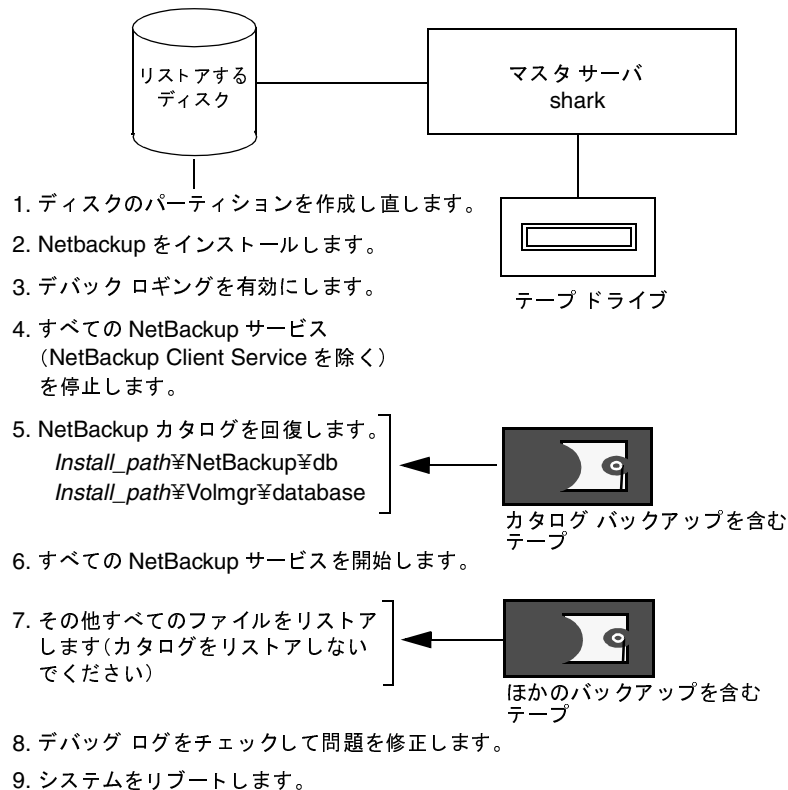 リストアする
ディスク
マスタ サーバ
shark
テープ ドライブ
1. ディスクのパーティションを作成し直します。
2. Netbackup をインストールします。
3. デバック ロギングを有効にします。
4. すべての NetBackup サービス
（NetBackup Client Service を除く）
を停止します。
5. NetBackup カタログを回復します。
Install_path¥NetBackup¥db
Install_path¥Volmgr¥database
カタログ バックアップを含む
テープ
6. すべての NetBackup サービスを開始します。
7. その他すべてのファイルをリストア
します（カタログをリストアしない
でください）
ほかのバックアップを含む
テープ
8. デバッグ ログをチェックして問題を修正します。
9. システムをリブートします。